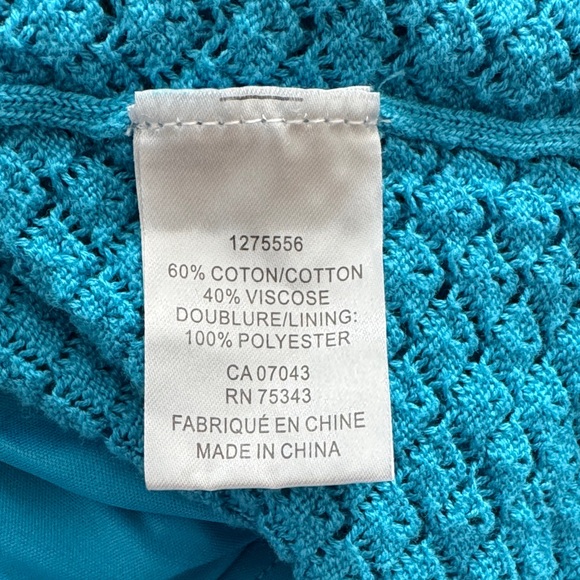 1275556
60% COTON/COTTON
40% VISCOSE
DOUBLURE/LINING:
100% POLYESTER
CA 07043
RN 75343
FABRIQUÉ EN CHINE
MADE IN CHINA